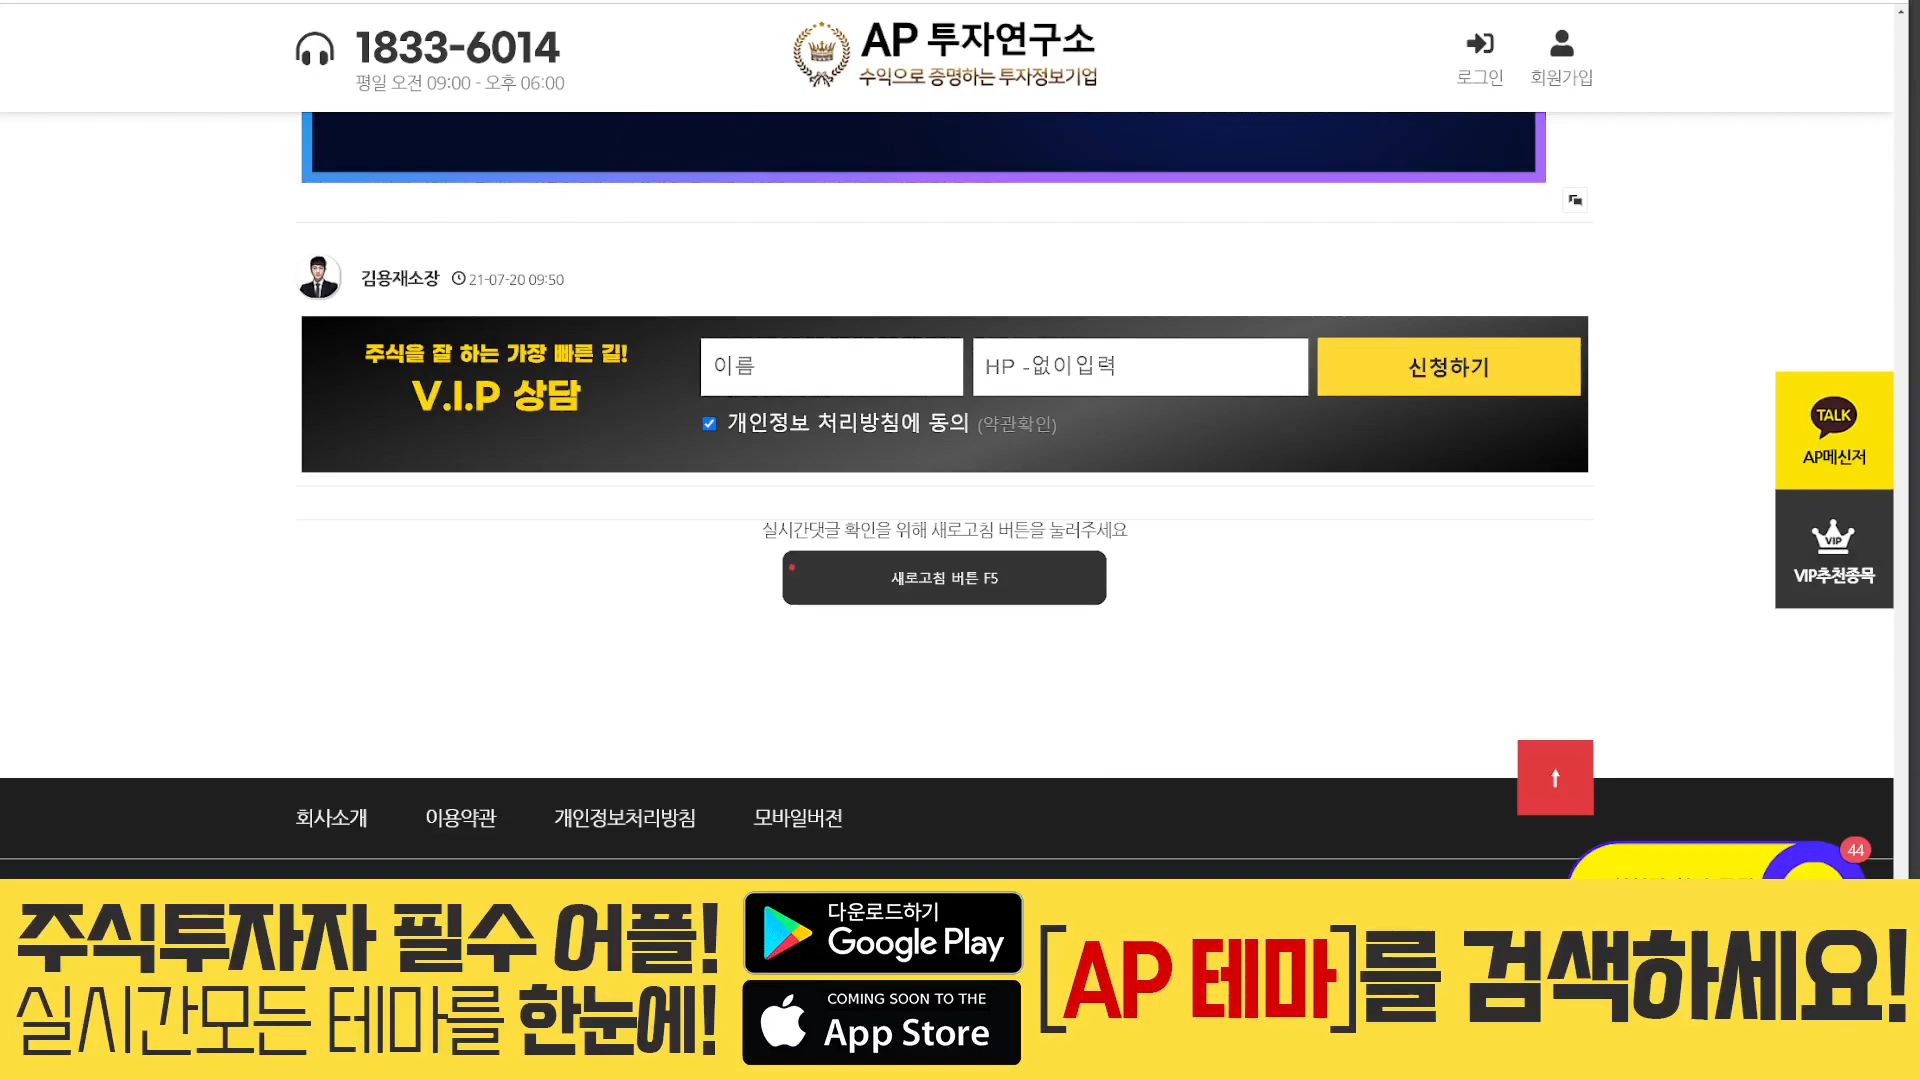 1833-6014
평일 오전 09:00 - 오후 06:00
AP 투자연구소
수익으로 증명하는 투자정보기업
로그인
회원가입
김용재소장 21-07-20 09:50
주식을 잘 하는 가장 빠른 길!
V.I.P 상담
이름
HP -없이입력
신청하기
개인정보 처리방침에 동의 (약관확인)
TALK
AP메신저
VIP
VIP추천종목
실시간댓글 확인을 위해 새로고침 버튼을 눌러주세요
새로고침 버튼 F5
회사소개
이용약관
개인정보처리방침
모바일버전
44
주식투자자 필수 어플!
실시간모든 테마를 한눈에!
다운로드하기
Google Play
COMING SOON TO THE
App Store
[AP 테마]를 검색하세요!